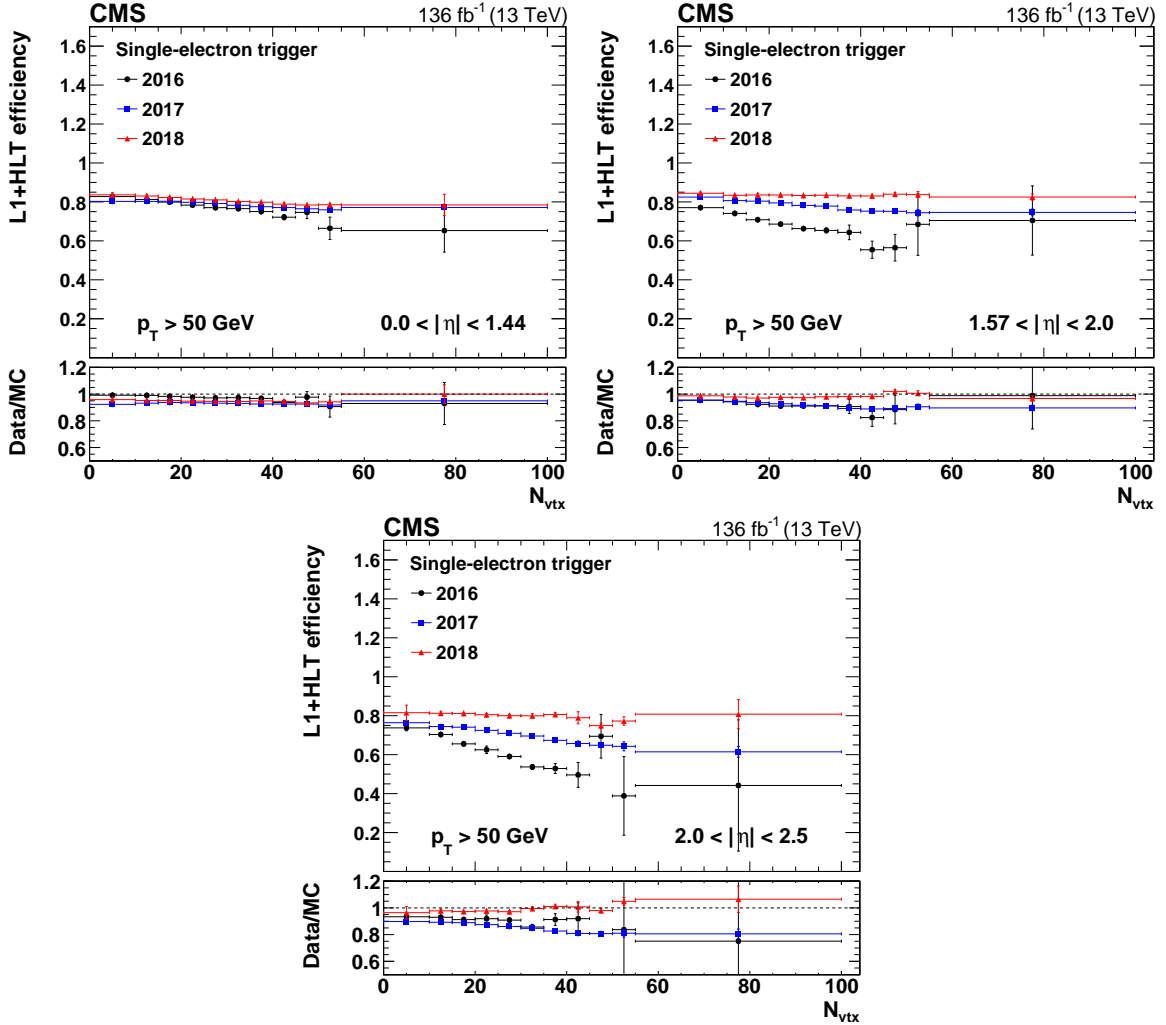 CMS 136 fb⁻¹ (13 TeV)
L1+HLT efficiency
Single-electron trigger
2016
2017
2018
p_T > 50 GeV 0.0 < |η| < 1.44
1.6
1.4
1.2
1
0.8
0.6
0.4
0.2
Data/MC
1.2
1
0.8
0.6
0 20 40 60 80 100
N_vtx
CMS 136 fb⁻¹ (13 TeV)
L1+HLT efficiency
Single-electron trigger
2016
2017
2018
p_T > 50 GeV 1.57 < |η| < 2.0
1.6
1.4
1.2
1
0.8
0.6
0.4
0.2
Data/MC
1.2
1
0.8
0.6
0 20 40 60 80 100
N_vtx
CMS 136 fb⁻¹ (13 TeV)
L1+HLT efficiency
Single-electron trigger
2016
2017
2018
p_T > 50 GeV 2.0 < |η| < 2.5
1.6
1.4
1.2
1
0.8
0.6
0.4
0.2
Data/MC
1.2
1
0.8
0.6
0 20 40 60 80 100
N_vtx